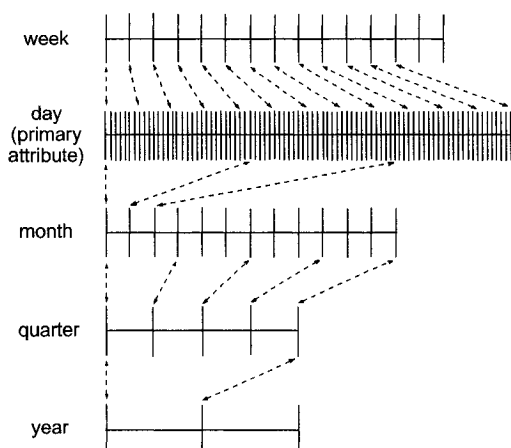 week
day
(primary
attribute)
month
quarter
year